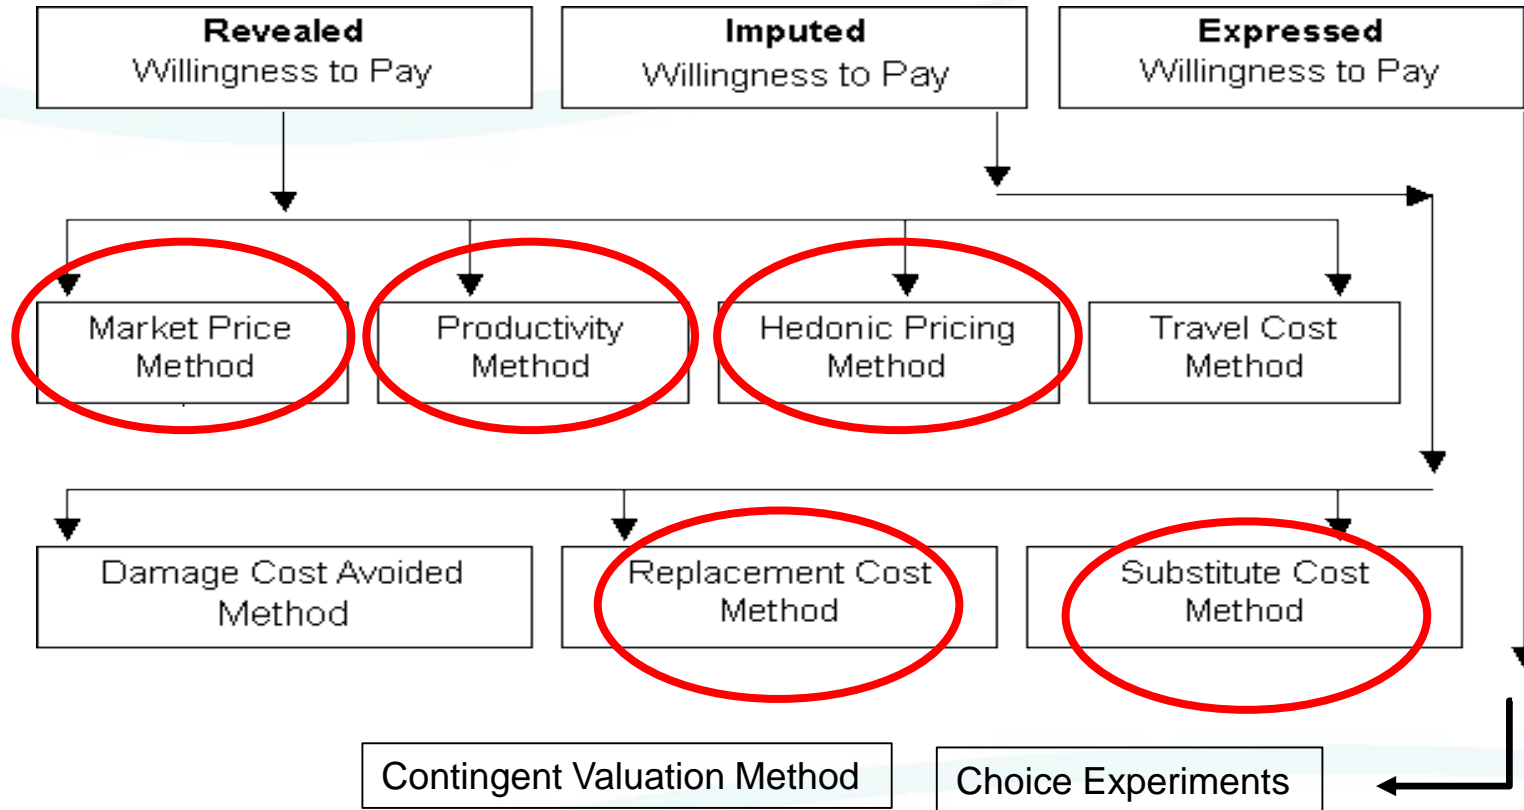 Revealed
Willingness to Pay
Imputed
Willingness to Pay
Expressed
Willingness to Pay
Market Price
Method
Productivity
Method
Hedonic Pricing
Method
Travel Cost
Method
Damage Cost Avoided
Method
Replacement Cost
Method
Substitute Cost
Method
Contingent Valuation Method
Choice Experiments